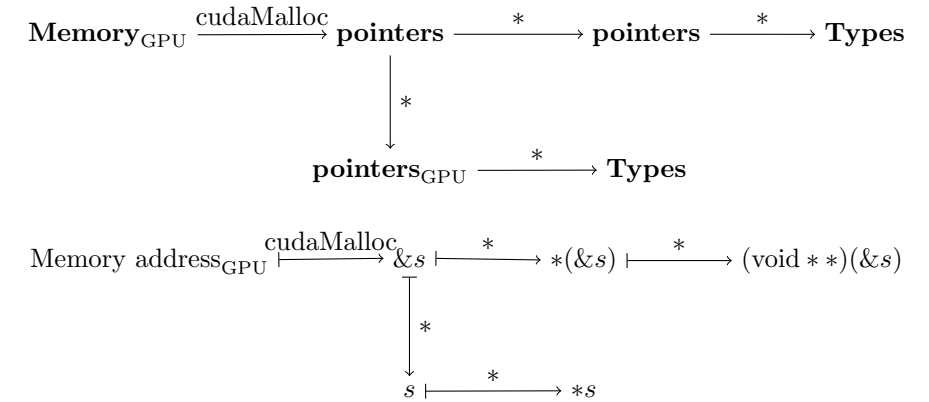 cudaMalloc * *
Memory_GPU pointers pointers Types
*
*
pointers_GPU Types
cudaMalloc * *
Memory address_GPU &s *(&s) (void * *)(&s)
*
*
s *s